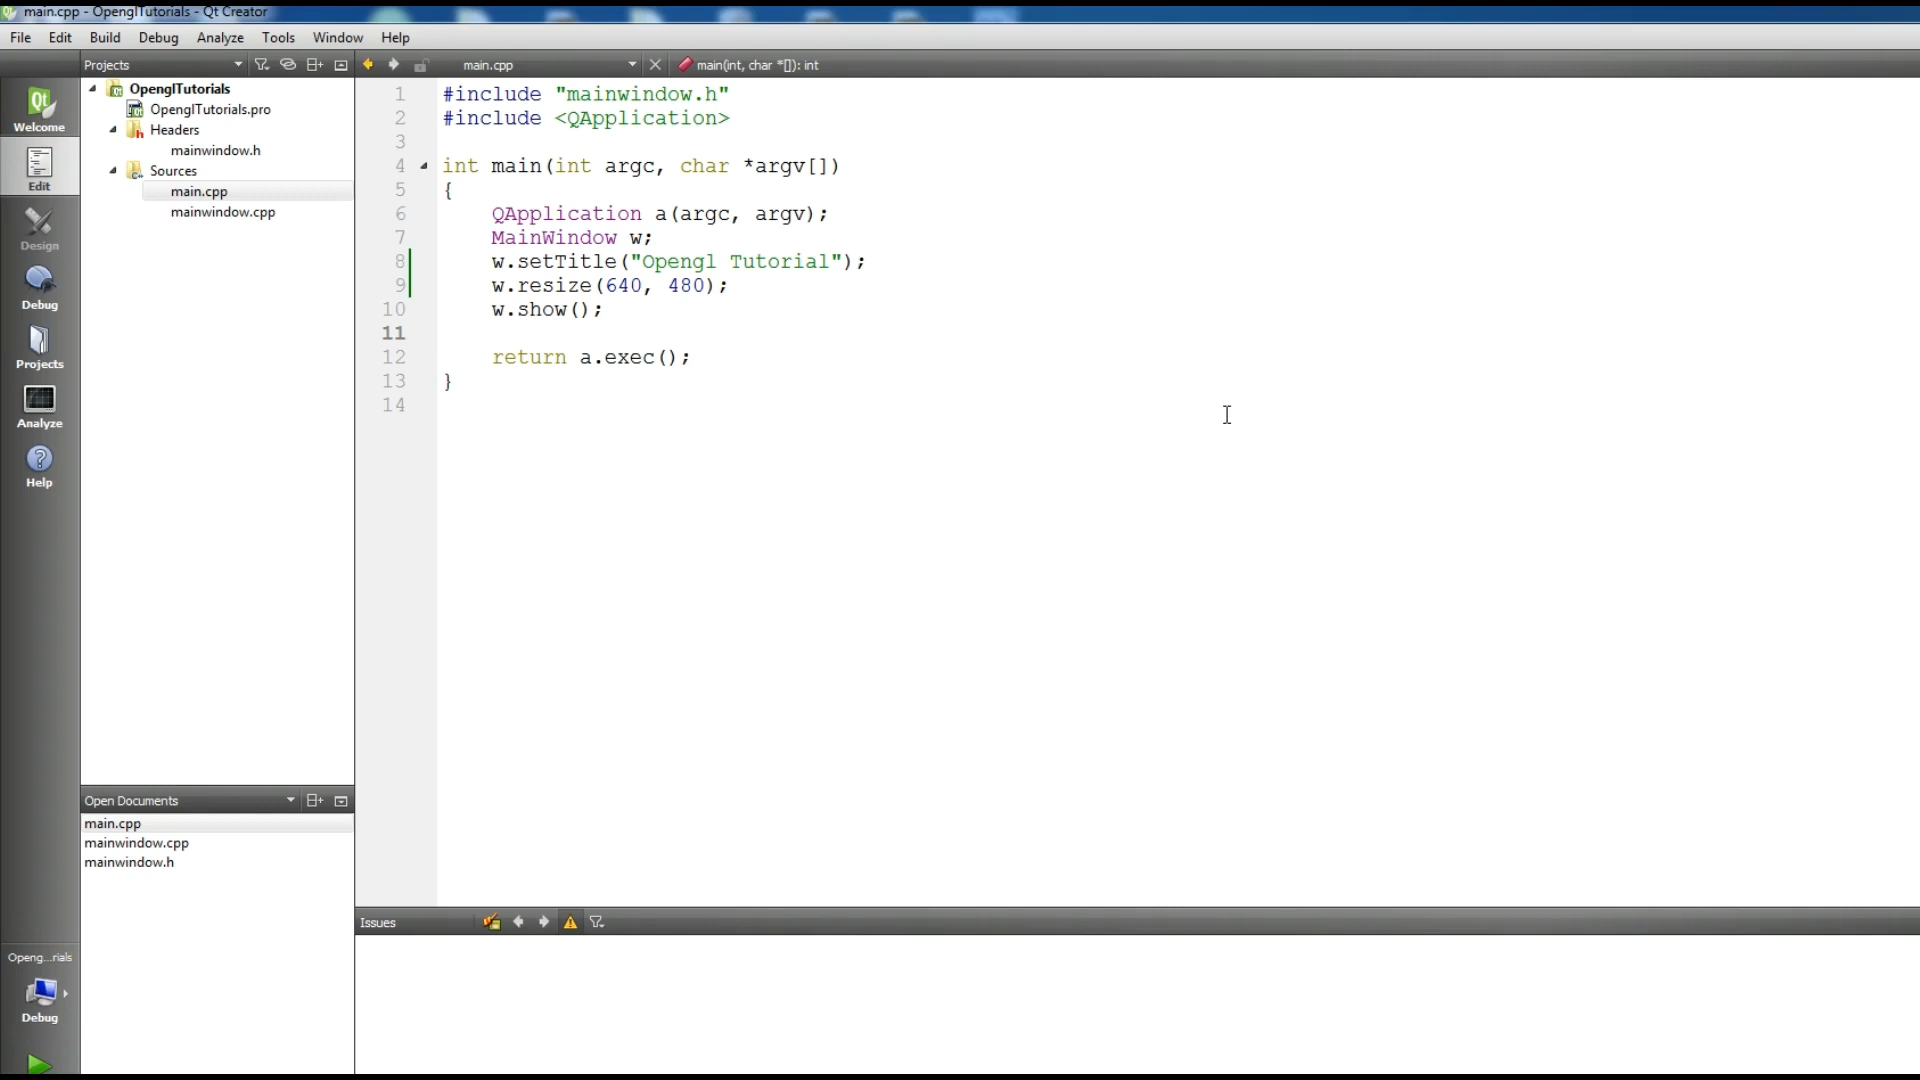 main.cpp - OpenglTutorials - Qt Creator
File Edit Build Debug Analyze Tools Window Help
Projects
main.cpp
main(int, char *[]): int
Welcome
Edit
Design
Debug
Projects
Analyze
Help
Openg...rials
Debug
OpenglTutorials
OpenglTutorials.pro
Headers
mainwindow.h
Sources
main.cpp
mainwindow.cpp
Open Documents
main.cpp
mainwindow.cpp
mainwindow.h
1 #include "mainwindow.h"
2 #include <QApplication>
3
4 int main(int argc, char *argv[])
5 {
6 QApplication a(argc, argv);
7 MainWindow w;
8 w.setTitle("Opengl Tutorial");
9 w.resize(640, 480);
10 w.show();
11
12 return a.exec();
13 }
14
Issues